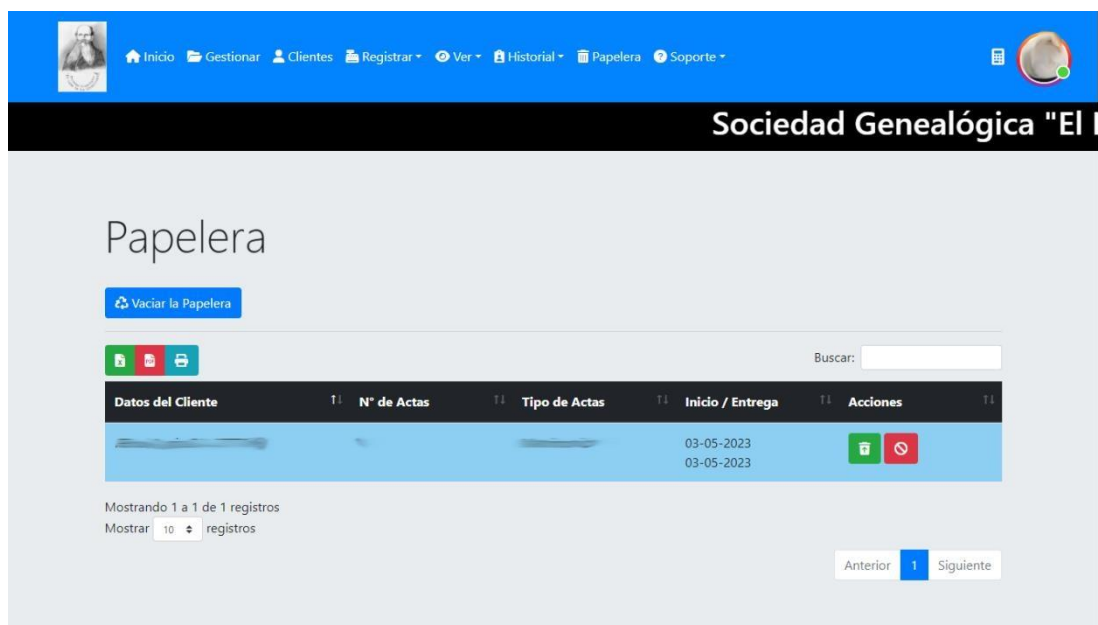 Inicio Gestionar Clientes Registrar Ver Historial Papelera Soporte
Sociedad Genealógica "El
Papelera
Vaciar la Papelera
Buscar:
Datos del Cliente N° de Actas Tipo de Actas Inicio / Entrega Acciones
03-05-2023
03-05-2023
Mostrando 1 a 1 de 1 registros
Mostrar 10 registros
Anterior 1 Siguiente